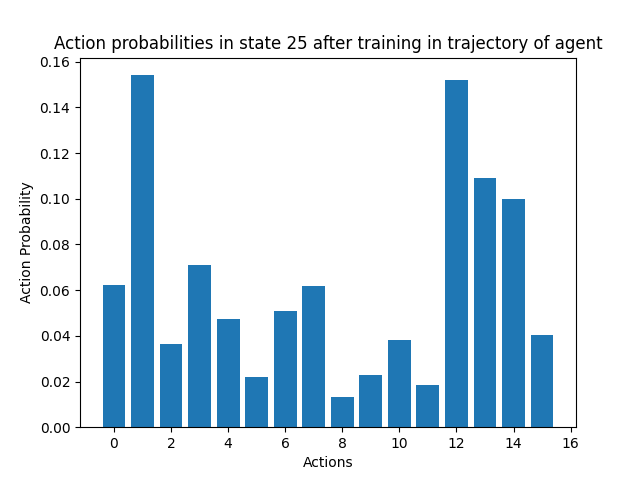 Action probabilities in state 25 after training in trajectory of agent
0.16
0.14
0.12
0.10
0.08
0.06
0.04
0.02
0.00
Action Probability
0 2 4 6 8 10 12 14 16
Actions